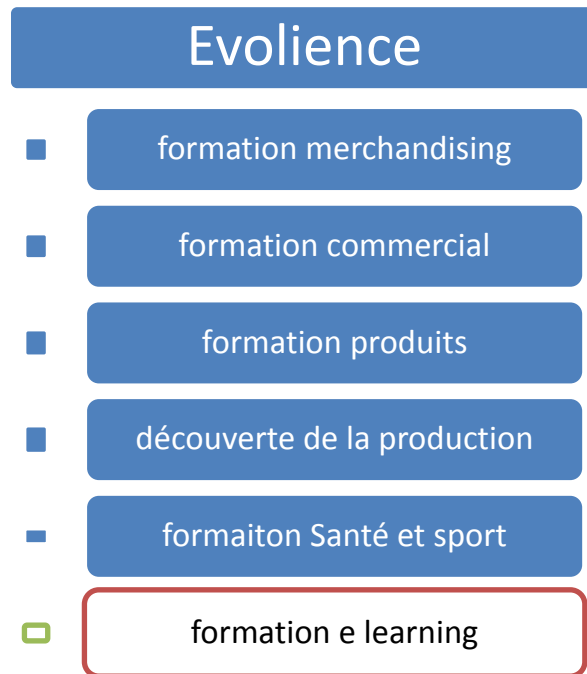 Evolience
formation merchandising
formation commercial
formation produits
découverte de la production
formaiton Santé et sport
formation e learning